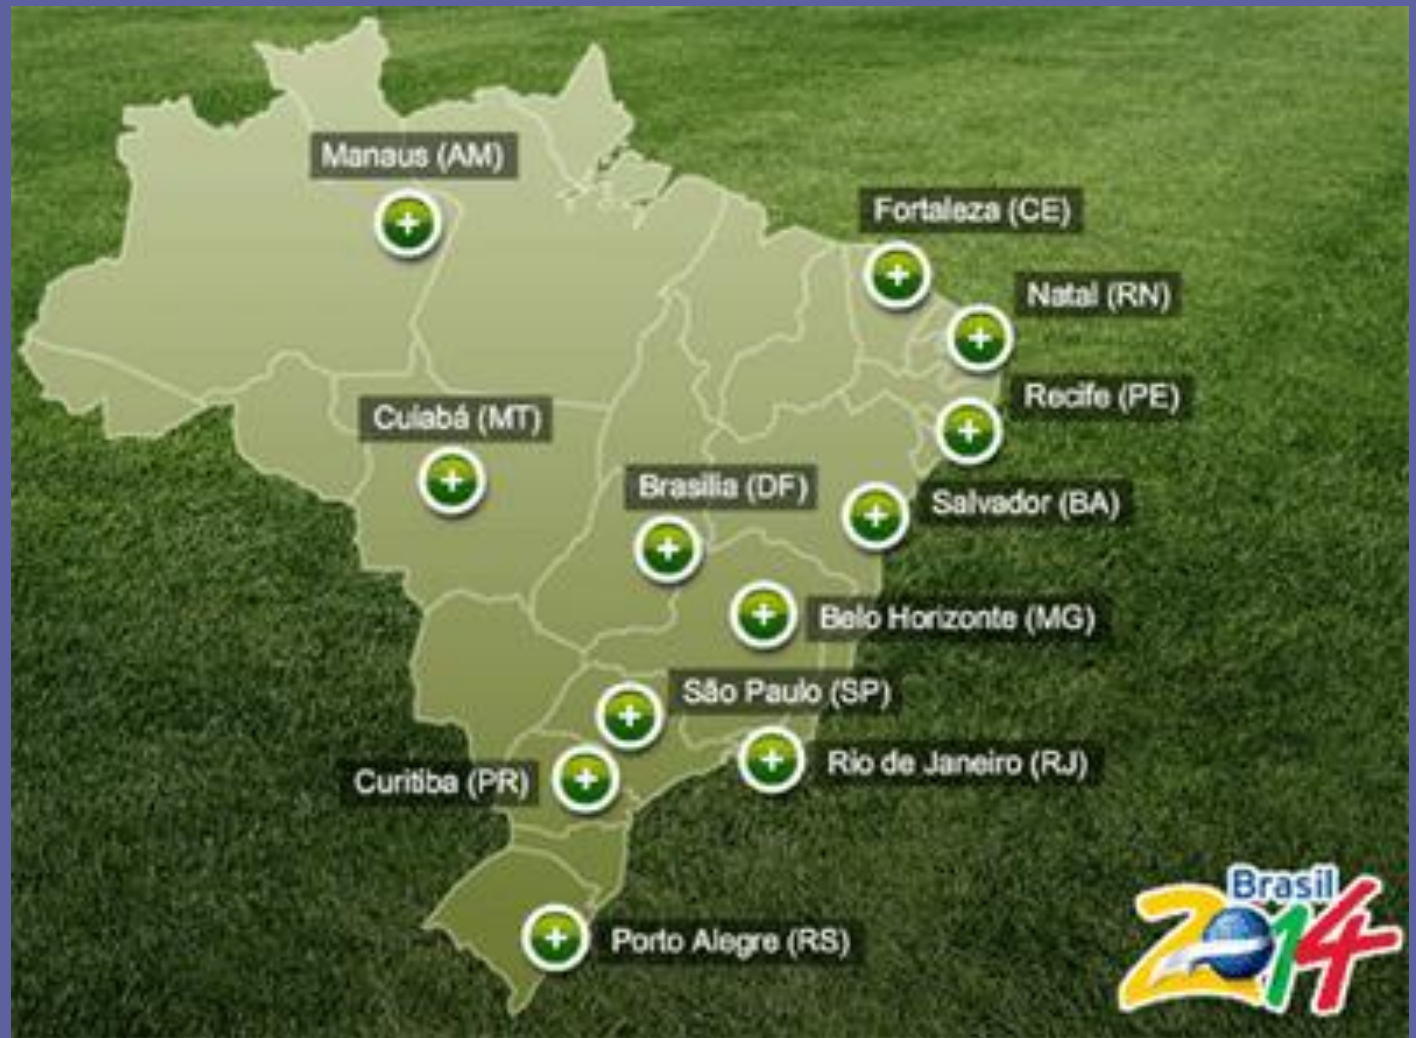 Manaus (AM)
Fortaleza (CE)
Natal (RN)
Recife (PE)
Cuiabá (MT)
Brasilia (DF)
Salvador (BA)
Belo Horizonte (MG)
São Paulo (SP)
Rio de Janeiro (RJ)
Curitiba (PR)
Porto Alegre (RS)
Brasil
2014